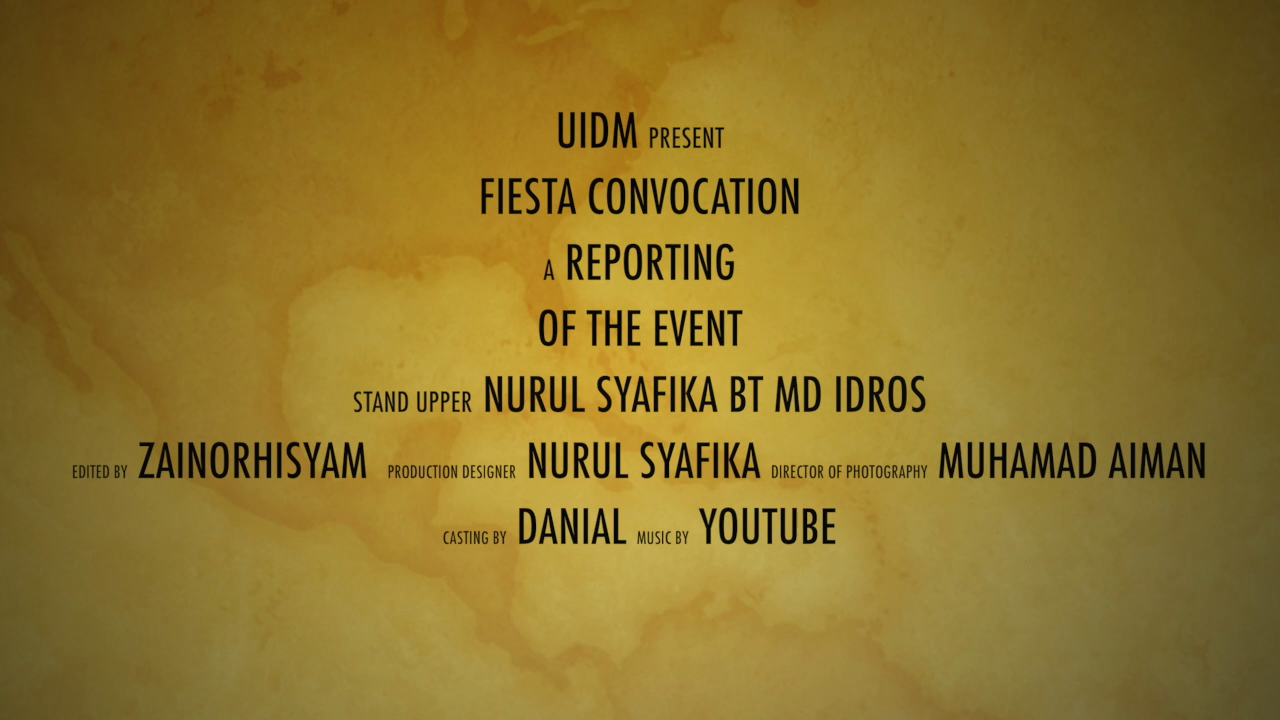 UIDM PRESENT
FIESTA CONVOCATION
A REPORTING
OF THE EVENT
STAND UPPER NURUL SYAFIKA BT MD IDROS
EDITED BY ZAINORHISYAM PRODUCTION DESIGNER NURUL SYAFIKA DIRECTOR OF PHOTOGRAPHY MUHAMAD AIMAN
CASTING BY DANIAL MUSIC BY YOUTUBE